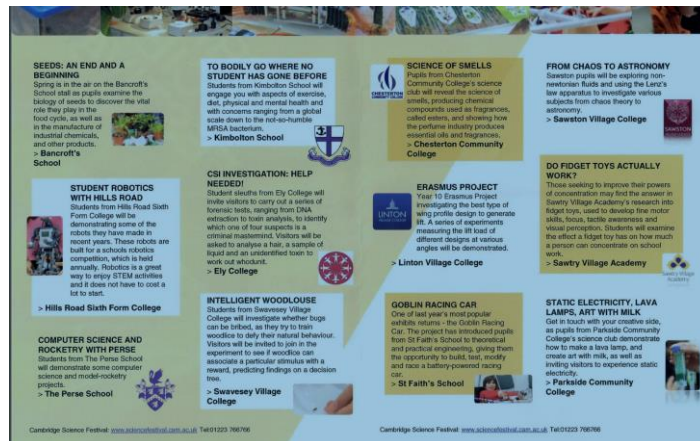 SEEDS: AN END AND A
BEGINNING
Spring is in the air on the Bancroft's
School stall as pupils examine the
biology of seeds to discover the vital
role they play in the
food cycle, as well as
in the manufacture of
industrial chemicals,
and other products.
> Bancroft's
School
STUDENT ROBOTICS
WITH HILLS ROAD
Students from Hills Road Sixth
Form College will be
demonstrating some of the
robots they have made in
recent years. These robots are
built for a schools robotics
competition, which is held
annually. Robotics is a great
way to enjoy STEM activities
and it does not have to cost a
lot to start.
> Hills Road Sixth Form College
COMPUTER SCIENCE AND
ROCKETRY WITH PERSE
Students from The Perse School
will demonstrate some computer
science and model-rocketry
projects.
> The Perse School
TO BODILY GO WHERE NO
STUDENT HAS GONE BEFORE
Students from Kimbolton School will
engage you with aspects of exercise,
diet, physical and mental health and
with concerns ranging from a global
scale down to the not-so-humble
MRSA bacterium.
> Kimbolton School
CSI INVESTIGATION: HELP
NEEDED!
Student sleuths from Ely College will
invite visitors to carry out a series of
forensic tests, ranging from DNA
extraction to toxin analysis, to identify
which one of four suspects is a
criminal mastermind. Visitors will be
asked to analyse a hair, a sample of
liquid and an unidentified toxin to
work out whodunit.
> Ely College
INTELLIGENT WOODLOUSE
Students from Swavesey Village
College will investigate whether bugs
can be bribed, as they try to train
woodlice to defy their natural behaviour.
Visitors will be invited to join in the
experiment to see if woodlice can
associate a particular stimulus with a
reward, predicting findings on a decision
tree.
> Swavesey Village
College
Cambridge Science Festival: www.sciencefestival.cam.ac.uk Tel:01223 766766
SCIENCE OF SMELLS
Pupils from Chesterton
Community College's science
club will reveal the science of
smells, producing chemical
compounds used as fragrances,
called esters, and showing how
the perfume industry produces
essential oils and fragrances.
> Chesterton Community
College
CHESTERTON
ERASMUS PROJECT
Year 10 Erasmus Project
investigating the best type of
wing profile design to generate
lift. A series of experiments
measuring the lift load of
different designs at various
angles will be demonstrated.
> Linton Village College
LINTON
GOBLIN RACING CAR
One of last year's most popular
exhibits returns - the Goblin Racing
Car. The project has introduced pupils
from St Faith's School to theoretical
and practical engineering, giving them
the opportunity to build, test, modify
and race a battery-powered racing
car.
> St Faith's School
FROM CHAOS TO ASTRONOMY
Sawston pupils will be exploring non-
newtonian fluids and using the Lenz's
law apparatus to investigate various
subjects from chaos theory to
astronomy.
> Sawston Village College
SAWSTON
DO FIDGET TOYS ACTUALLY
WORK?
Those seeking to improve their powers
of concentration may find the answer in
Sawtry Village Academy's research into
fidget toys, used to develop fine motor
skills, focus, tactile awareness and
visual perception. Students will examine
the effect a fidget toy has on how much
a person can concentrate on school
work.
> Sawtry Village Academy
Sawtry Village
Academy
STATIC ELECTRICITY, LAVA
LAMPS, ART WITH MILK
Get in touch with your creative side,
as pupils from Parkside Community
College's science club demonstrate
how to make a lava lamp, and
create art with milk, as well as
inviting visitors to experience static
electricity.
> Parkside Community
College
Cambridge Science Festival: www.sciencefestival.cam.ac.uk Tel:01223 766766